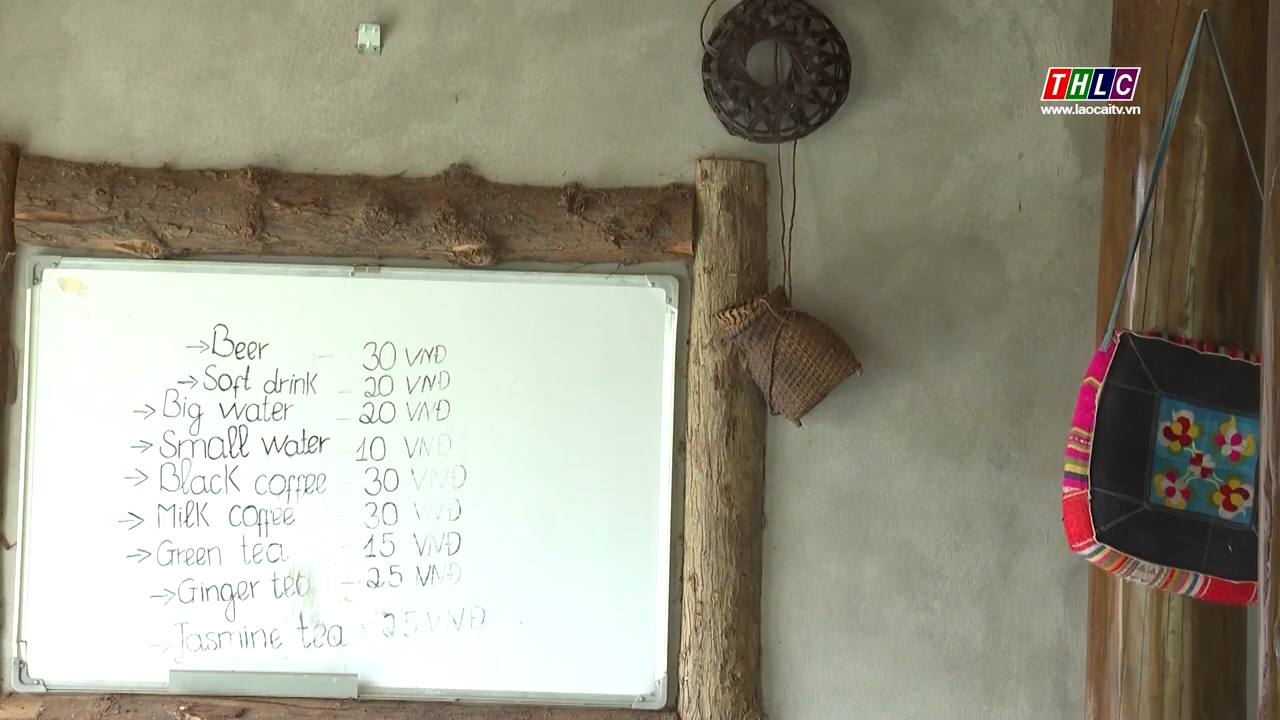 THLC
www.laocaitv.vn
→Beer - 30 VNĐ
→Soft drink - 20 VNĐ
→Big water - 20 VNĐ
→Small water - 10 VNĐ
→Black coffee - 30 VNĐ
→Milk coffee - 30 VNĐ
→Green tea - 15 VNĐ
→Ginger tea - 25 VNĐ
→Jasmine tea - 25 VNĐ